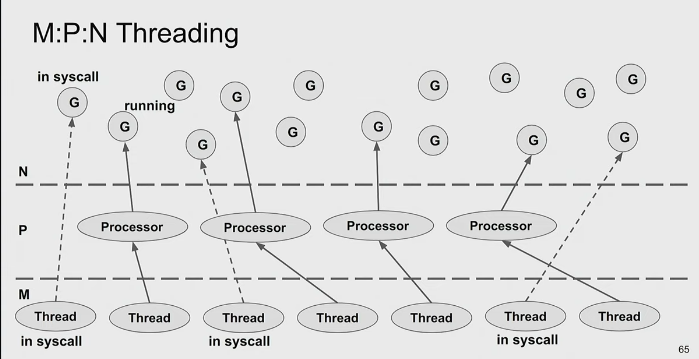 M:P:N Threading
in syscall
G
G
G
G
G
G
G
G
running
G
G
G
G
G
G
G
N
P
Processor
Processor
Processor
Processor
M
Thread
Thread
Thread
Thread
Thread
Thread
in syscall
in syscall
in syscall
65